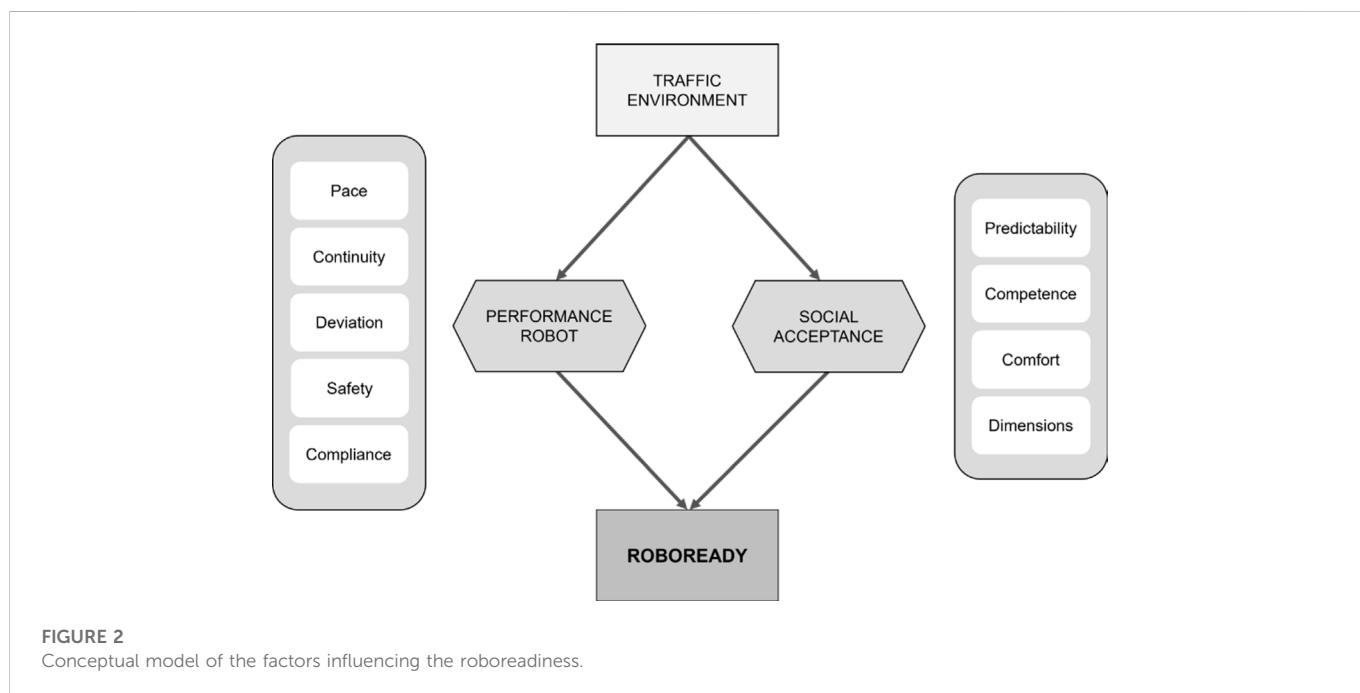 TRAFFIC
ENVIRONMENT
Pace
Continuity
Deviation
Safety
Compliance
PERFORMANCE
ROBOT
SOCIAL
ACCEPTANCE
Predictability
Competence
Comfort
Dimensions
ROBOREADY
FIGURE 2
Conceptual model of the factors influencing the roboreadiness.